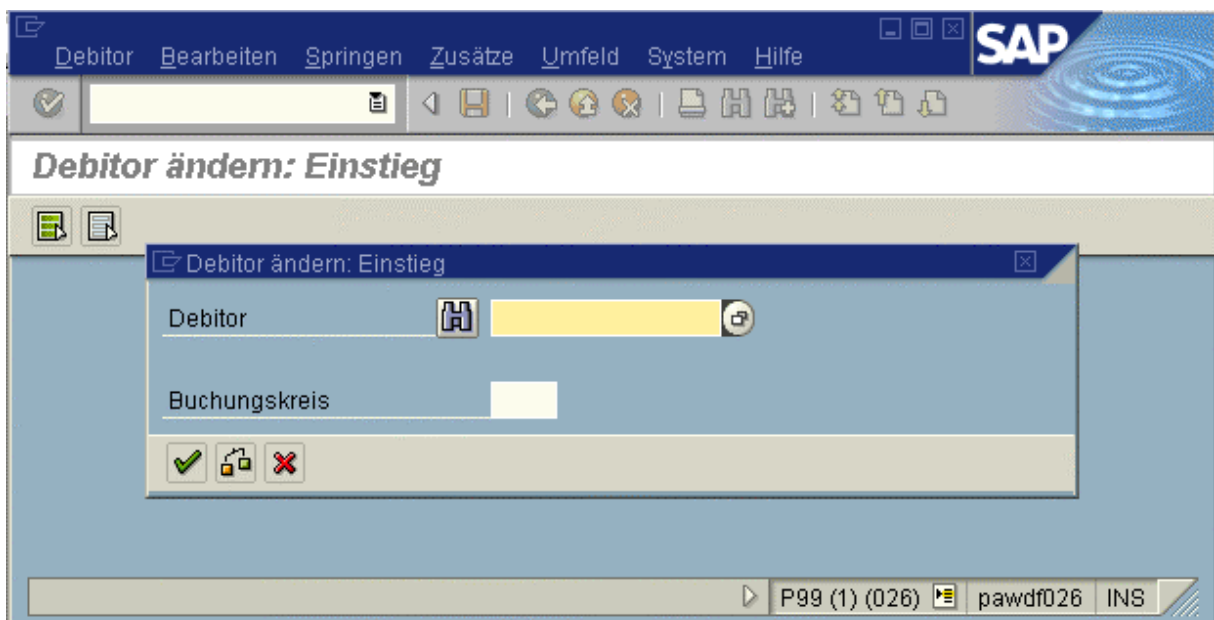 Debitor Bearbeiten Springen Zusätze Umfeld System Hilfe
SAP
Debitor ändern: Einstieg
Debitor ändern: Einstieg
Debitor
Buchungskreis
P99 (1) (026) pawdf026 INS